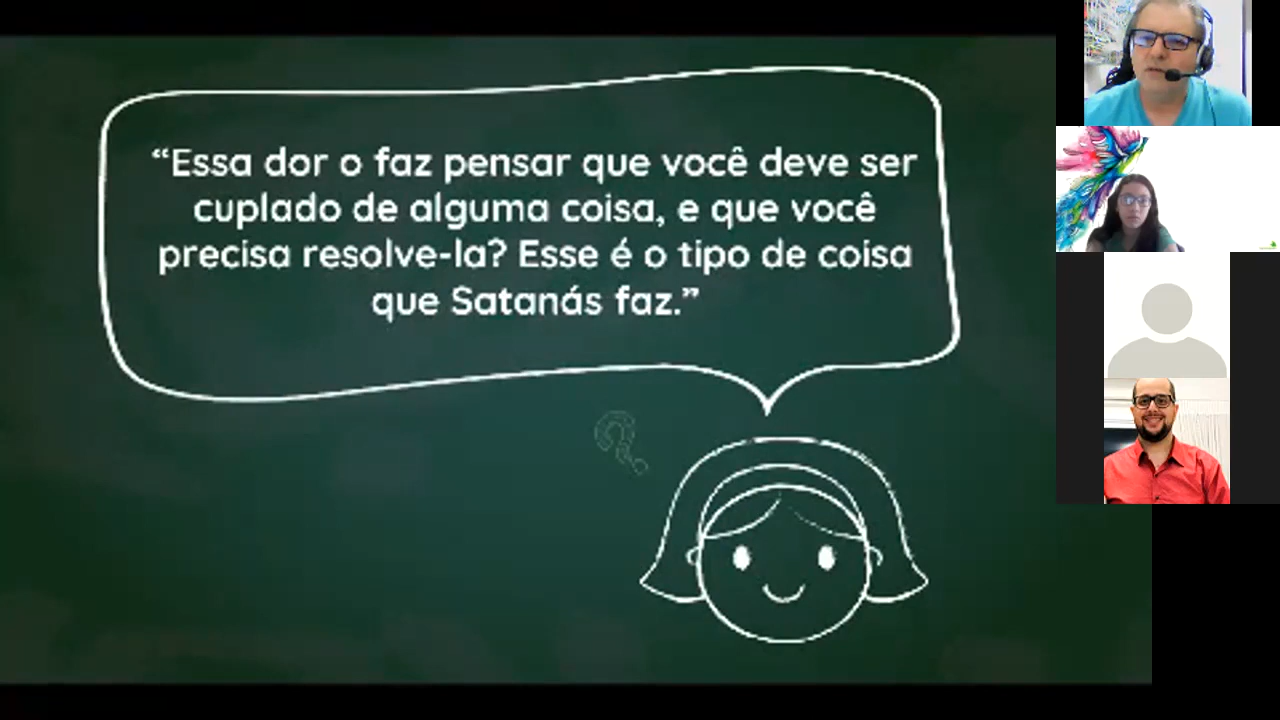 “Essa dor o faz pensar que você deve ser
cuplado de alguma coisa, e que você
precisa resolve-la? Esse é o tipo de coisa
que Satanás faz.”